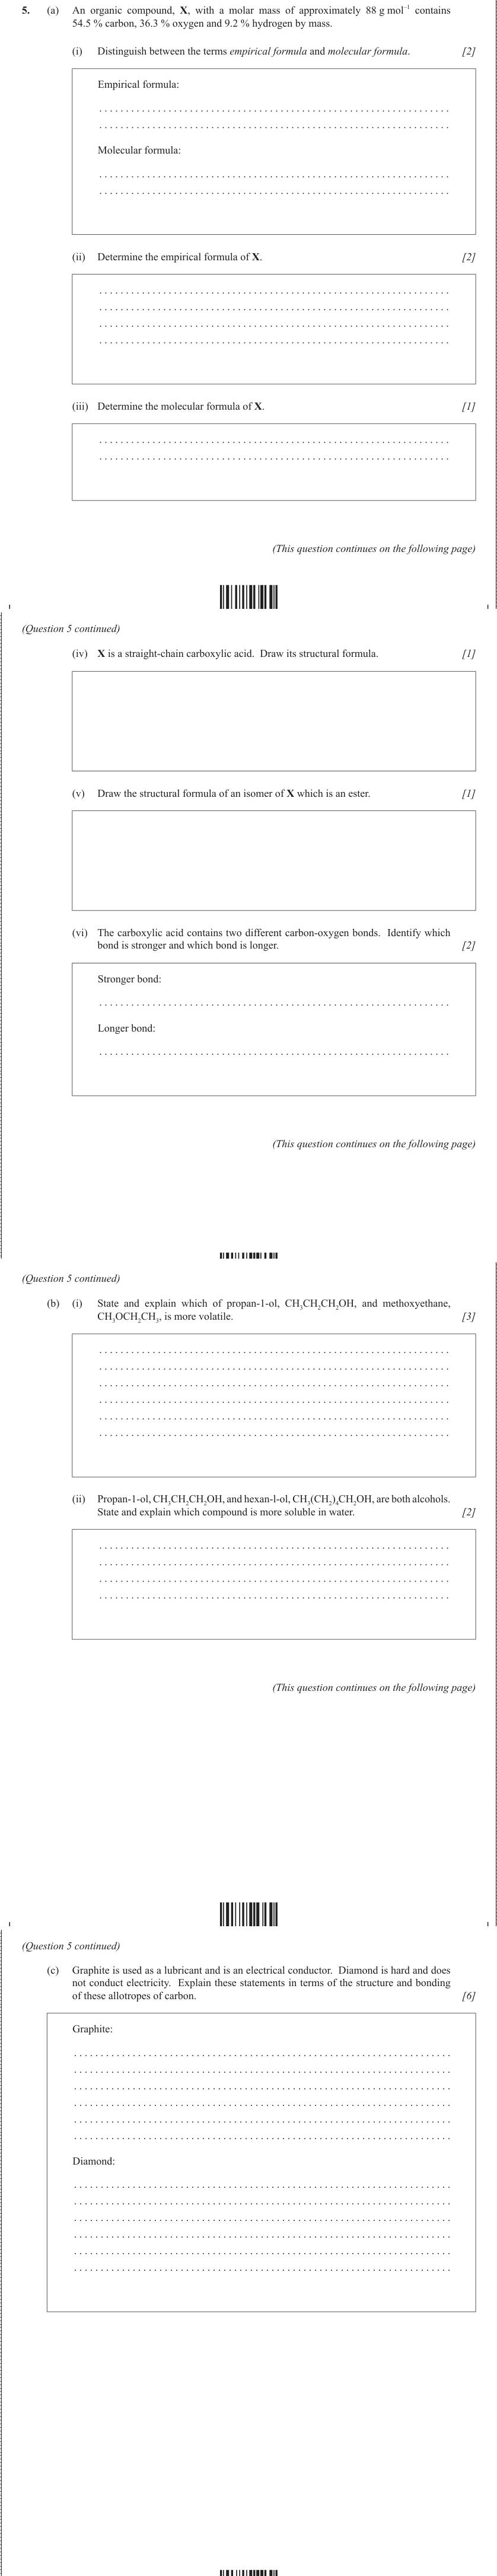 5. (a) An organic compound, X, with a molar mass of approximately 88 g mol⁻¹ contains
54.5 % carbon, 36.3 % oxygen and 9.2 % hydrogen by mass.
(i) Distinguish between the terms empirical formula and molecular formula. [2]
Empirical formula:
Molecular formula:
(ii) Determine the empirical formula of X. [2]
(iii) Determine the molecular formula of X. [1]
(This question continues on the following page)
(Question 5 continued)
(iv) X is a straight-chain carboxylic acid. Draw its structural formula. [1]
(v) Draw the structural formula of an isomer of X which is an ester. [1]
(vi) The carboxylic acid contains two different carbon-oxygen bonds. Identify which
bond is stronger and which bond is longer. [2]
Stronger bond:
Longer bond:
(This question continues on the following page)
(Question 5 continued)
(b) (i) State and explain which of propan-1-ol, CH₃CH₂CH₂OH, and methoxyethane,
CH₃OCH₂CH₃, is more volatile. [3]
(ii) Propan-1-ol, CH₃CH₂CH₂OH, and hexan-l-ol, CH₃(CH₂)₄CH₂OH, are both alcohols.
State and explain which compound is more soluble in water. [2]
(This question continues on the following page)
(Question 5 continued)
(c) Graphite is used as a lubricant and is an electrical conductor. Diamond is hard and does
not conduct electricity. Explain these statements in terms of the structure and bonding
of these allotropes of carbon. [6]
Graphite:
Diamond: